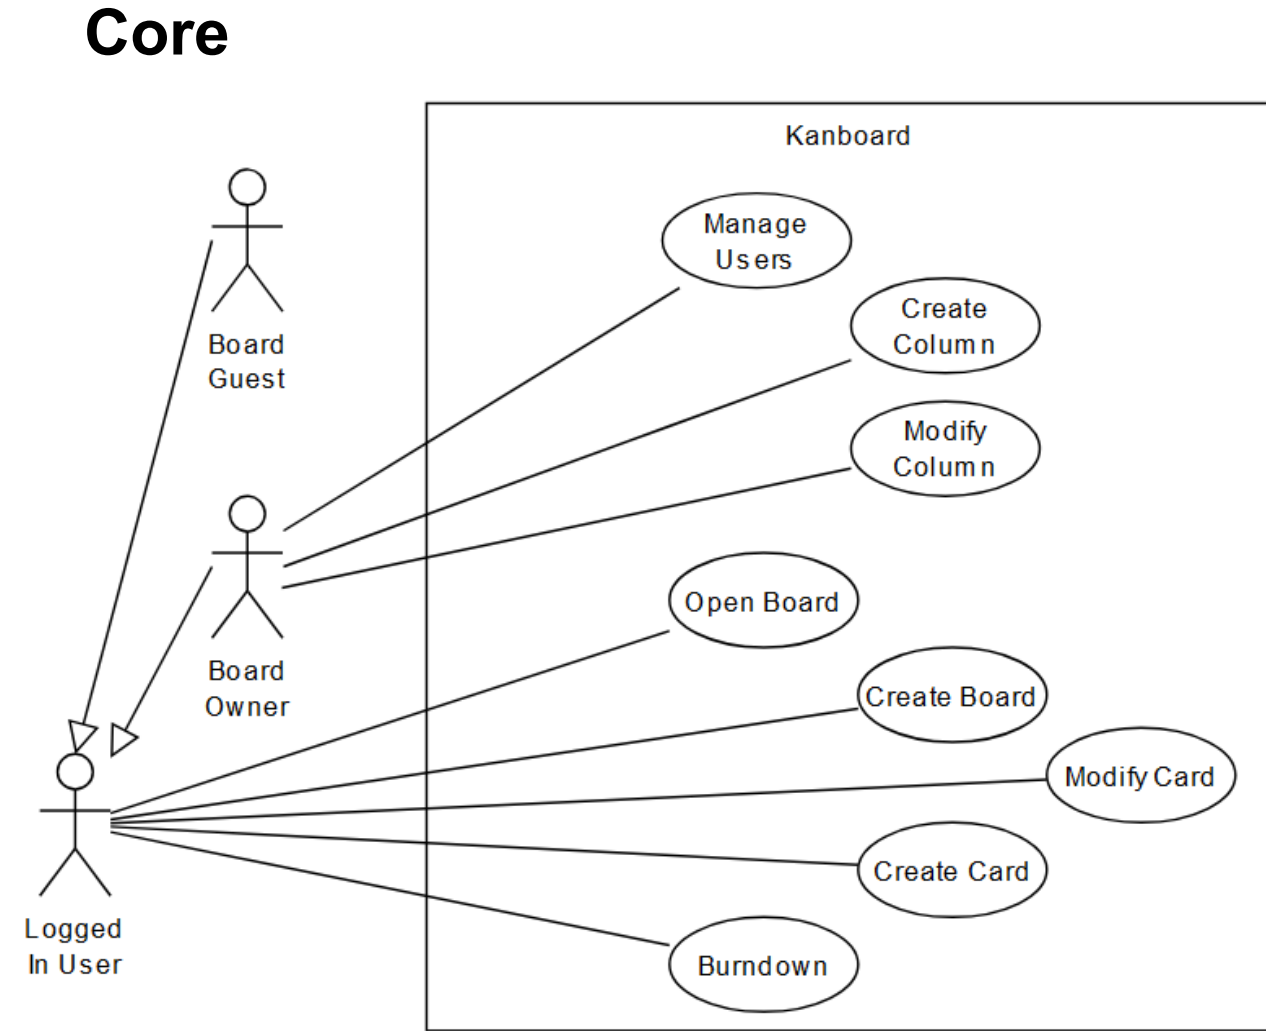 Core
Kanboard
Manage
Users
Create
Column
Board
Guest
Modify
Column
Open Board
Board
Owner
Create Board
Modify Card
Create Card
Logged
In User
Burndown